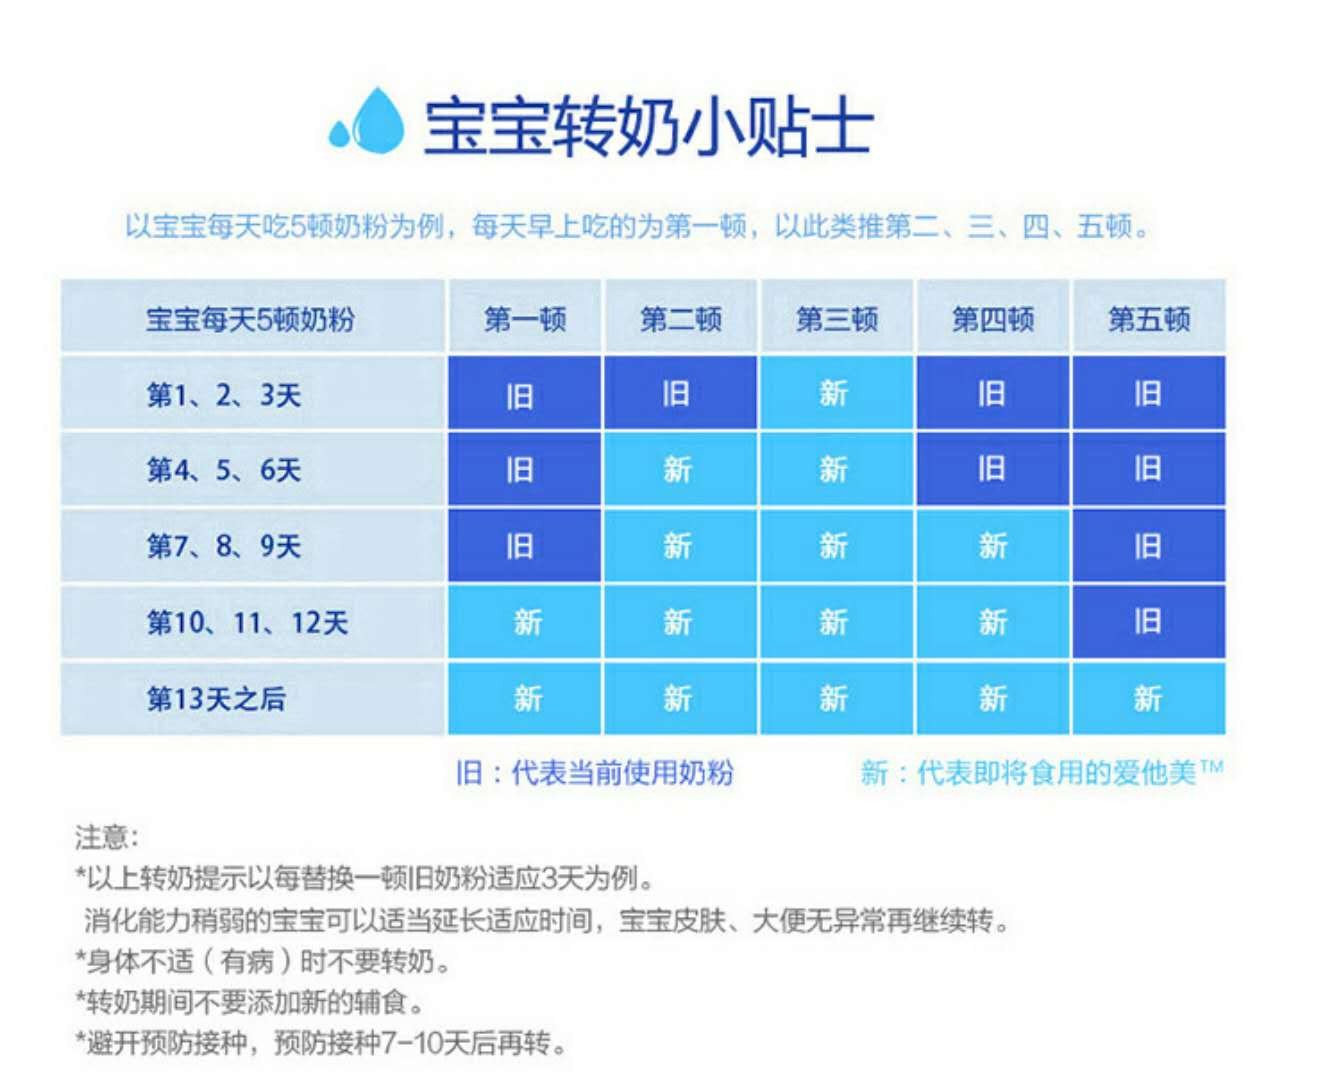 宝宝转奶小贴士
以宝宝每天吃5顿奶粉为例，每天早上吃的为第一顿，以此类推第二、三、四、五顿。
宝宝每天5顿奶粉 第一顿 第二顿 第三顿 第四顿 第五顿
第1、2、3天 旧 旧 新 旧 旧
第4、5、6天 旧 新 新 旧 旧
第7、8、9天 旧 新 新 新 旧
第10、11、12天 新 新 新 新 旧
第13天之后 新 新 新 新 新
旧：代表当前使用奶粉 新：代表即将食用的爱他美™
注意：
*以上转奶提示以每替换一顿旧奶粉适应3天为例。
消化能力稍弱的宝宝可以适当延长适应时间，宝宝皮肤、大便无异常再继续转。
*身体不适（有病）时不要转奶。
*转奶期间不要添加新的辅食。
*避开预防接种，预防接种7-10天后再转。